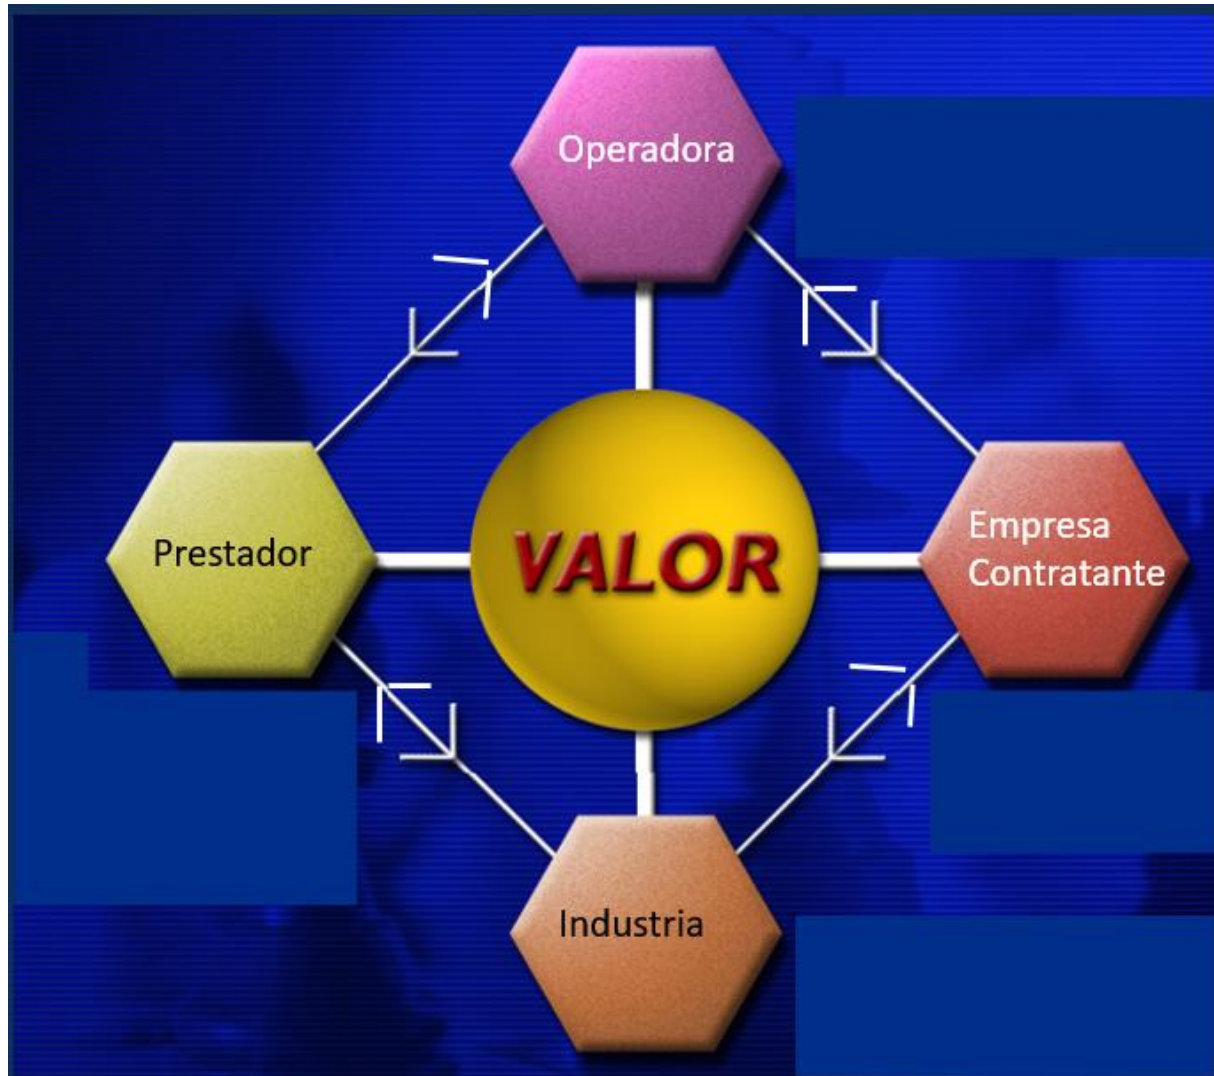 Operadora
Prestador
VALOR
Empresa
Contratante
Industria